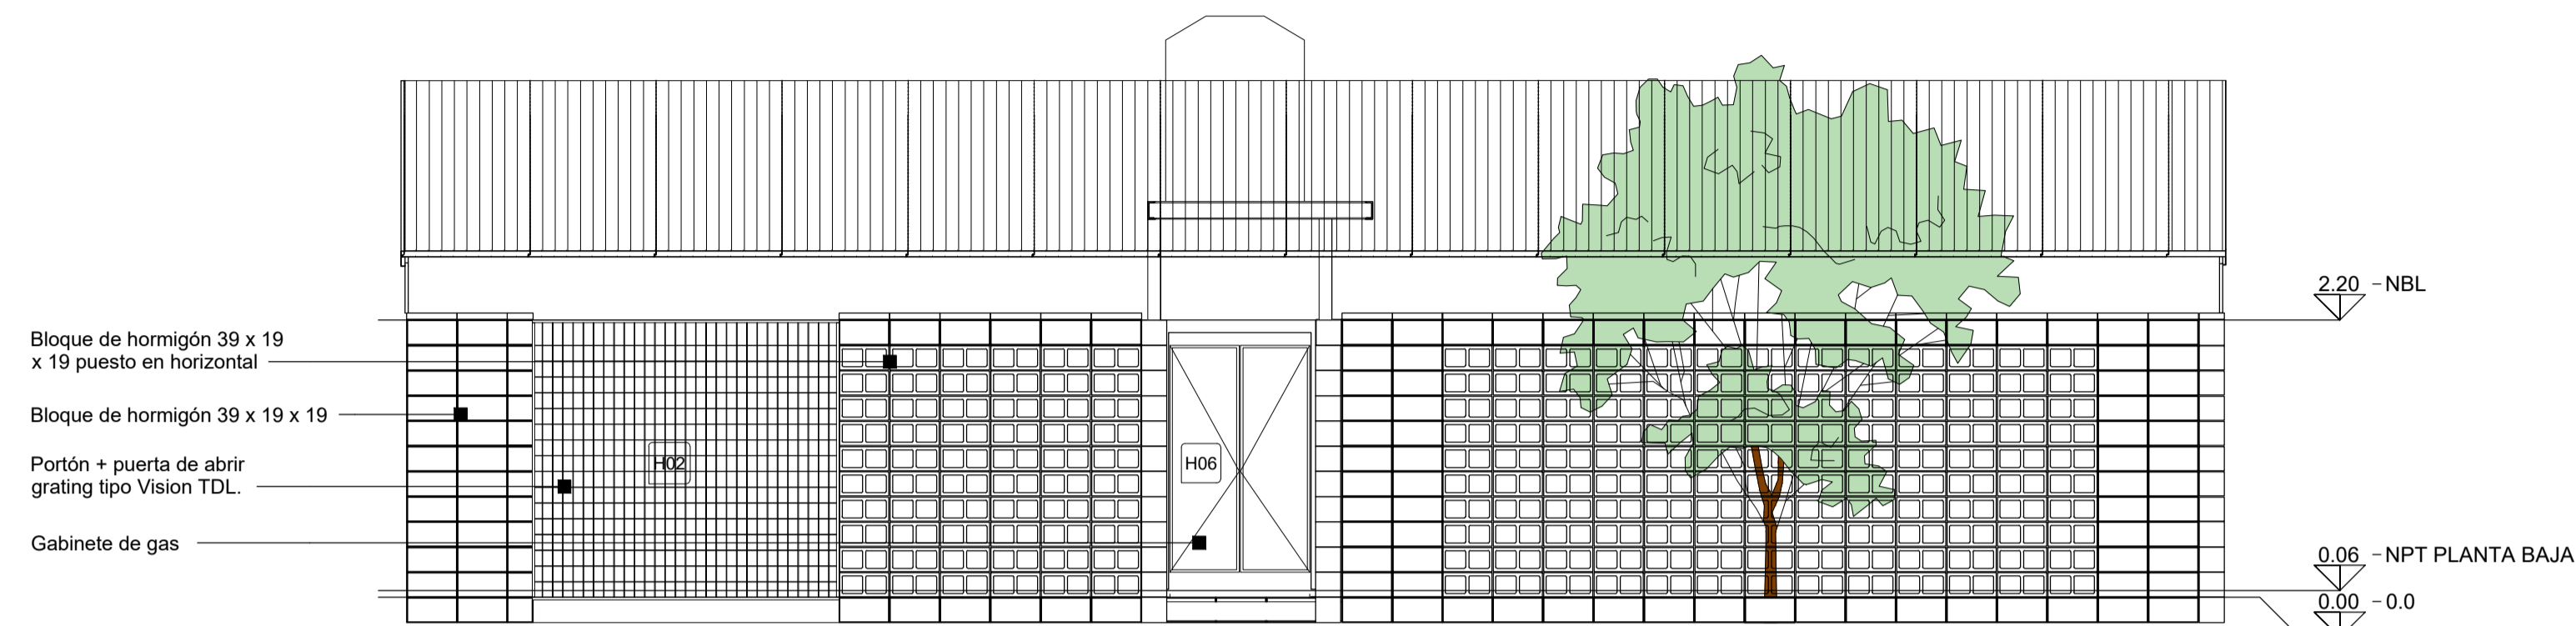 2.20 - NBL
Bloque de hormigón 39 x 19
x 19 puesto en horizontal
Bloque de hormigón 39 x 19 x 19
Portón + puerta de abrir
grating tipo Vision TDL.
H02
H06
Gabinete de gas
0.06 - NPT PLANTA BAJA
0.00 - 0.0